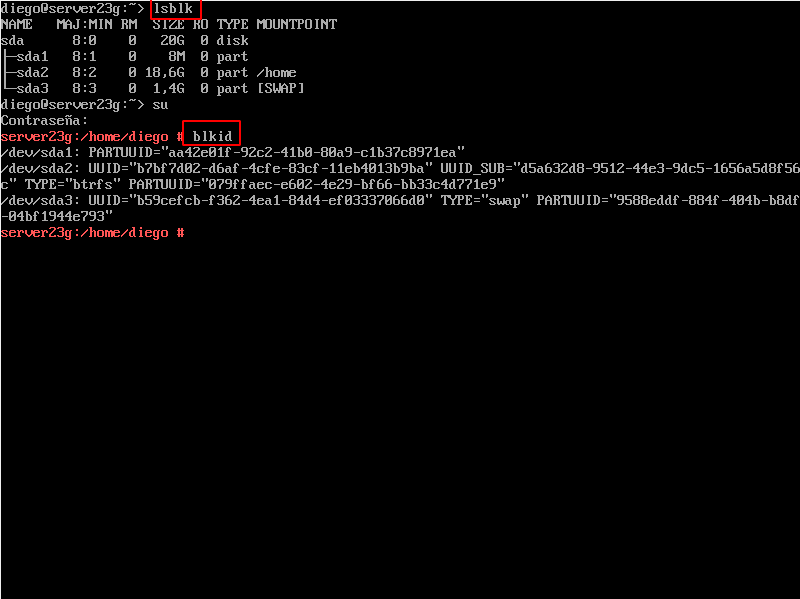 diego@server23g:~> lsblk
NAME   MAJ:MIN RM   SIZE RO TYPE MOUNTPOINT
sda      8:0    0    20G  0 disk
├─sda1   8:1    0     8M  0 part
├─sda2   8:2    0 18,6G  0 part /home
└─sda3   8:3    0  1,4G  0 part [SWAP]
diego@server23g:~> su
Contraseña:
server23g:/home/diego # blkid
/dev/sda1: PARTUUID="aa42e01f-92c2-41b0-80a9-c1b37c8971ea"
/dev/sda2: UUID="b7bf7d02-d6af-4cfe-83cf-11eb4013b9ba" UUID_SUB="d5a632d8-9512-44e3-9dc5-1656a5d8f56
c" TYPE="btrfs" PARTUUID="079ffaec-e602-4e29-bf66-bb33c4d771e9"
/dev/sda3: UUID="b59cefcb-f362-4ea1-84d4-ef03337066d0" TYPE="swap" PARTUUID="9588eddf-884f-404b-b8df
-04bf1944e793"
server23g:/home/diego #